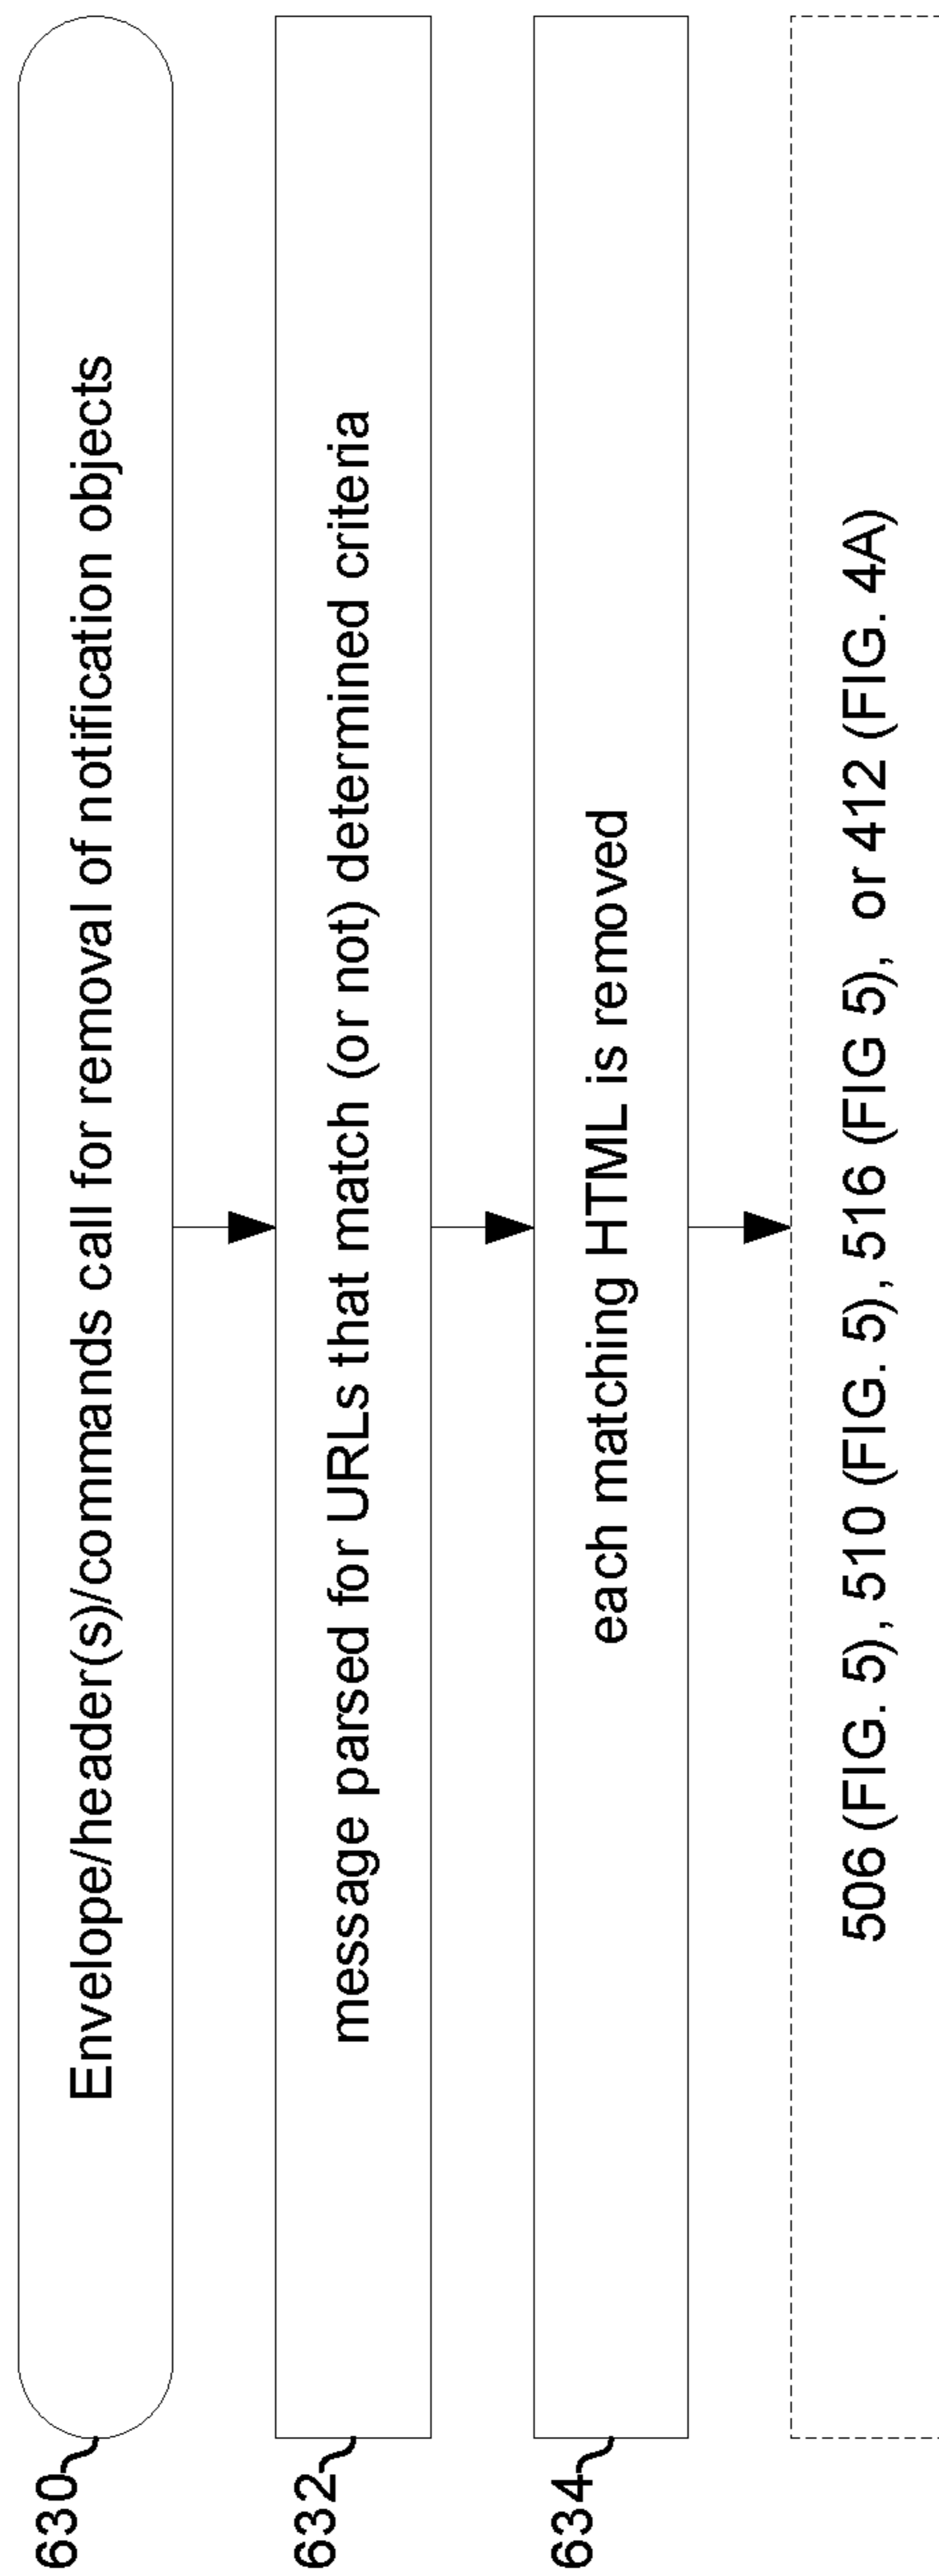 630
Envelope/header(s)/commands call for removal of notification objects
632
message parsed for URLs that match (or not) determined criteria
634
each matching HTML is removed
506 (FIG. 5), 510 (FIG. 5), 516 (FIG 5), or 412 (FIG. 4A)